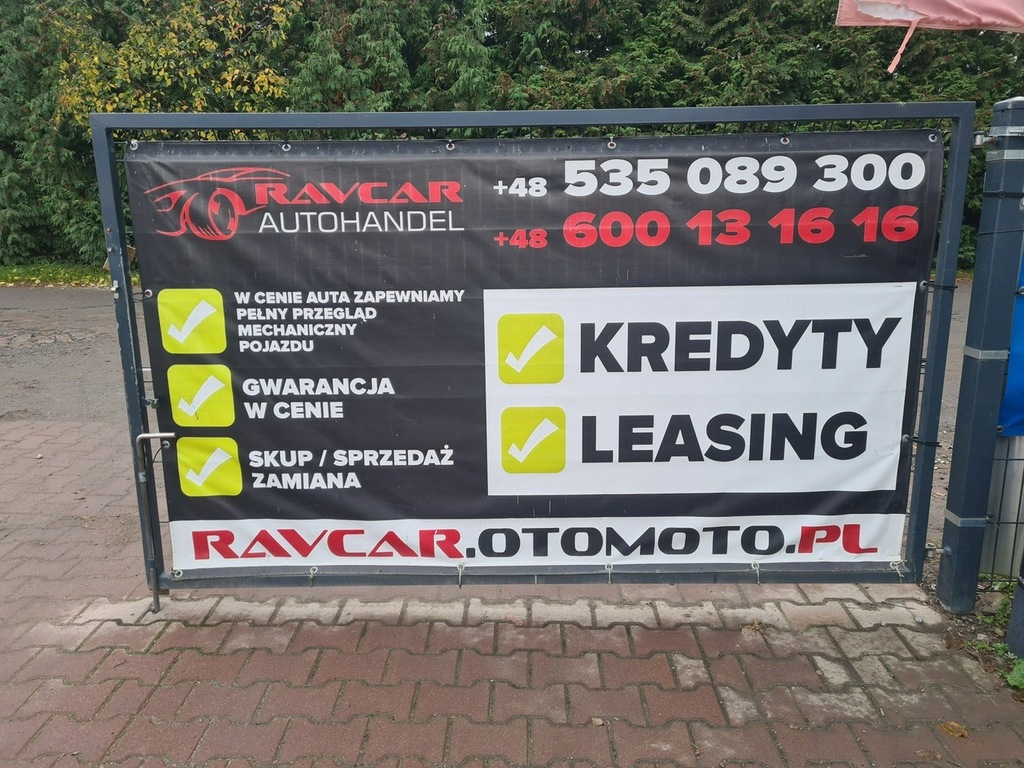 RAVCAR
AUTOHANDEL
+48 535 089 300
+48 600 13 16 16
W CENIE AUTA ZAPEWNIAMY
PEŁNY PRZEGLĄD
MECHANICZNY
POJAZDU
GWARANCJA
W CENIE
SKUP / SPRZEDAŻ
ZAMIANA
KREDYTY
LEASING
RAVCAR.OTOMOTO.PL